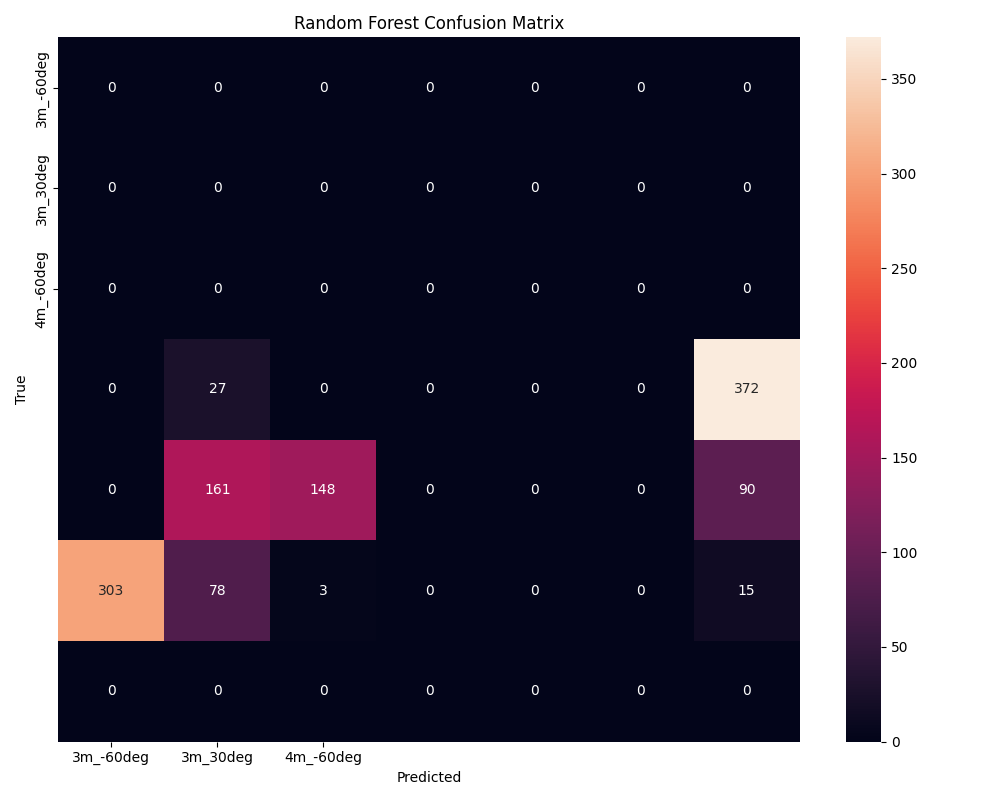 Random Forest Confusion Matrix
3m_-60deg
0 0 0 0 0 0 0
3m_30deg
0 0 0 0 0 0 0
4m_-60deg
0 0 0 0 0 0 0
0 27 0 0 0 0 372
0 161 148 0 0 0 90
303 78 3 0 0 0 15
0 0 0 0 0 0 0
True
3m_-60deg 3m_30deg 4m_-60deg
Predicted
350
300
250
200
150
100
50
0